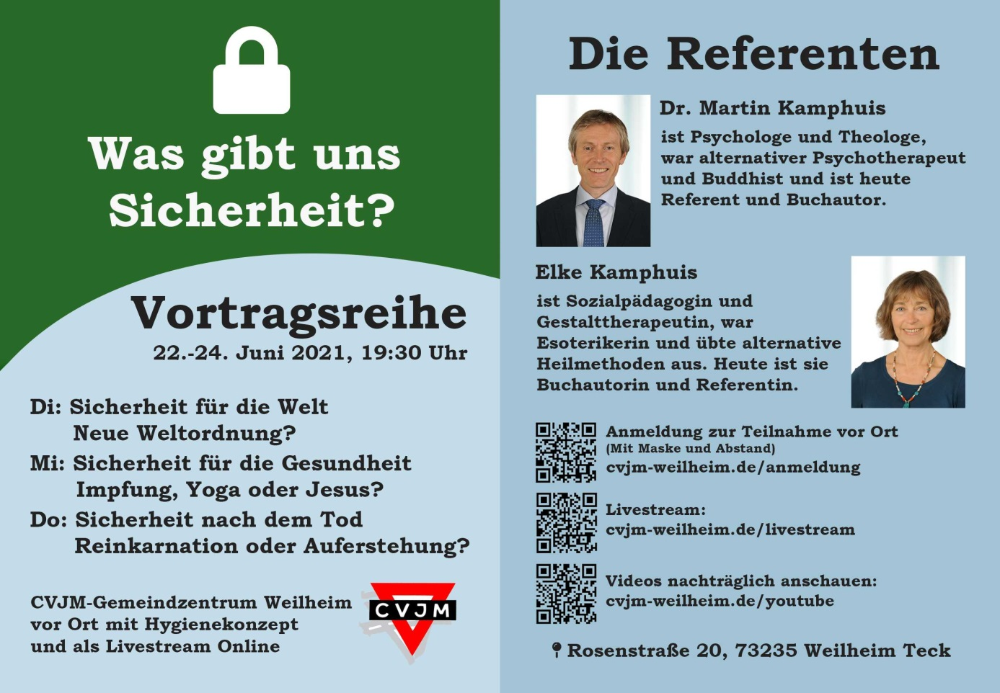 Was gibt uns
Sicherheit?
Vortragsreihe
22.-24. Juni 2021, 19:30 Uhr
Di: Sicherheit für die Welt
Neue Weltordnung?
Mi: Sicherheit für die Gesundheit
Impfung, Yoga oder Jesus?
Do: Sicherheit nach dem Tod
Reinkarnation oder Auferstehung?
CVJM-Gemeindzentrum Weilheim
vor Ort mit Hygienekonzept
und als Livestream Online
CVJM
Die Referenten
Dr. Martin Kamphuis
ist Psychologe und Theologe,
war alternativer Psychotherapeut
und Buddhist und ist heute
Referent und Buchautor.
Elke Kamphuis
ist Sozialpädagogin und
Gestalttherapeutin, war
Esoterikerin und übte alternative
Heilmethoden aus. Heute ist sie
Buchautorin und Referentin.
Anmeldung zur Teilnahme vor Ort
(Mit Maske und Abstand)
cvjm-weilheim.de/anmeldung
Livestream:
cvjm-weilheim.de/livestream
Videos nachträglich anschauen:
cvjm-weilheim.de/youtube
Rosenstraße 20, 73235 Weilheim Teck